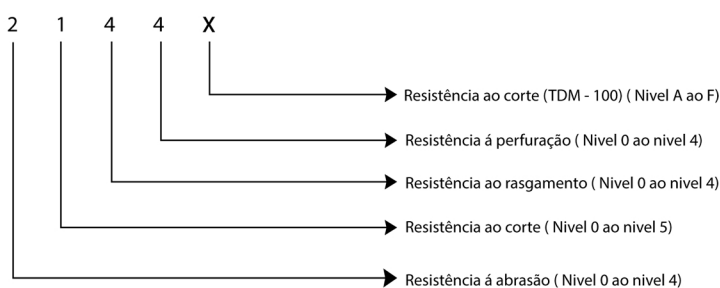 2 1 4 4 X
Resistência ao corte (TDM - 100) ( Nivel A ao F)
Resistência á perfuração ( Nivel 0 ao nivel 4)
Resistência ao rasgamento ( Nivel 0 ao nivel 4)
Resistência ao corte ( Nivel 0 ao nivel 5)
Resistência á abrasão ( Nivel 0 ao nivel 4)